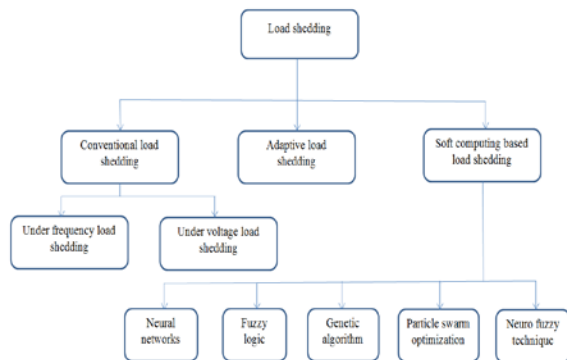 Load shedding
Conventional load
shedding
Adaptive load
shedding
Soft computing based
load shedding
Under frequency load
shedding
Under voltage load
shedding
Neural
networks
Fuzzy
logic
Genetic
algorithm
Particle swarm
optimization
Neuro fuzzy
technique